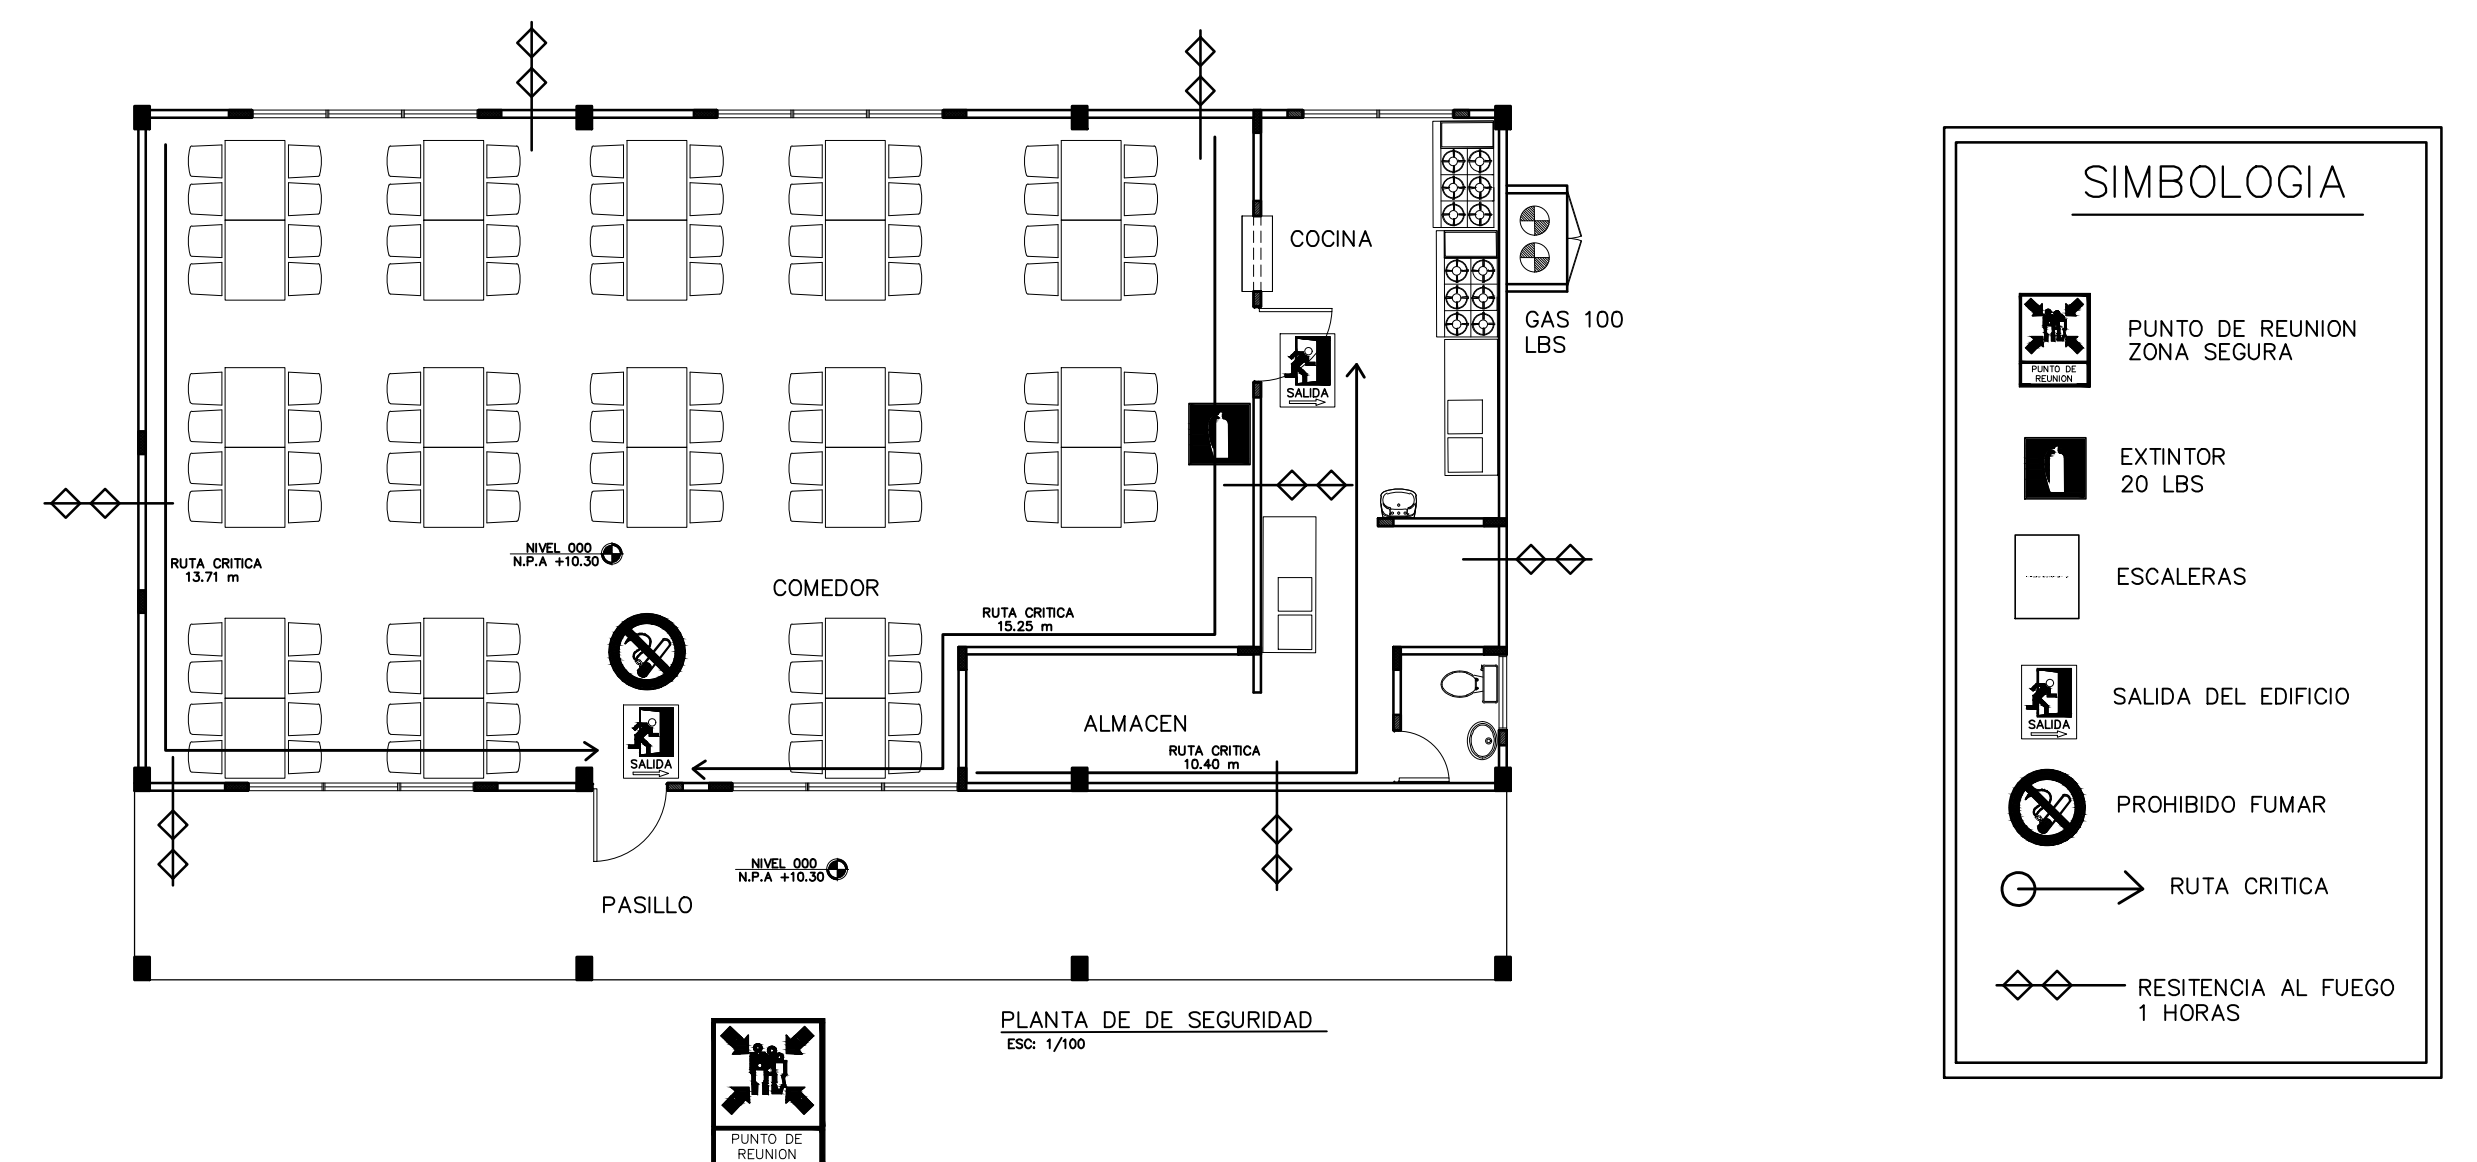 COCINA
GAS 100
LBS
SALIDA
RUTA CRITICA
13.71 m
NIVEL 000
N.P.A +10.30
COMEDOR
RUTA CRITICA
15.25 m
SALIDA
ALMACEN
RUTA CRITICA
10.40 m
NIVEL 000
N.P.A +10.30
PASILLO
PLANTA DE DE SEGURIDAD
ESC: 1/100
PUNTO DE
REUNION
SIMBOLOGIA
PUNTO DE
REUNION
PUNTO DE REUNION
ZONA SEGURA
EXTINTOR
20 LBS
ESCALERAS
SALIDA
SALIDA DEL EDIFICIO
PROHIBIDO FUMAR
RUTA CRITICA
RESITENCIA AL FUEGO
1 HORAS